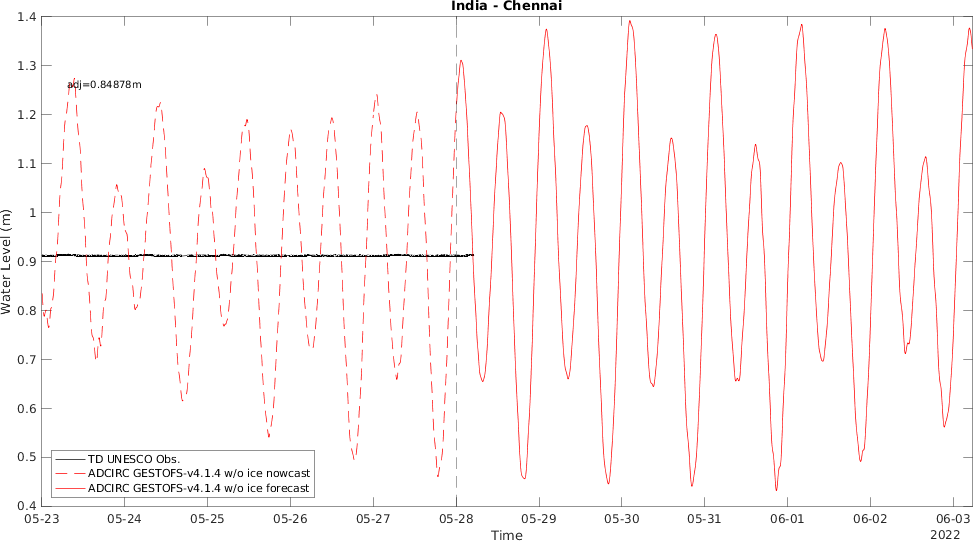 India - Chennai
1.4
1.3
1.2
1.1
1
0.9
0.8
0.7
0.6
0.5
0.4
Water Level (m)
adj=0.84878m
TD UNESCO Obs.
ADCIRC GESTOFS-v4.1.4 w/o ice nowcast
ADCIRC GESTOFS-v4.1.4 w/o ice forecast
05-23 05-24 05-25 05-26 05-27 05-28 05-29 05-30 05-31 06-01 06-02 06-03
Time
2022